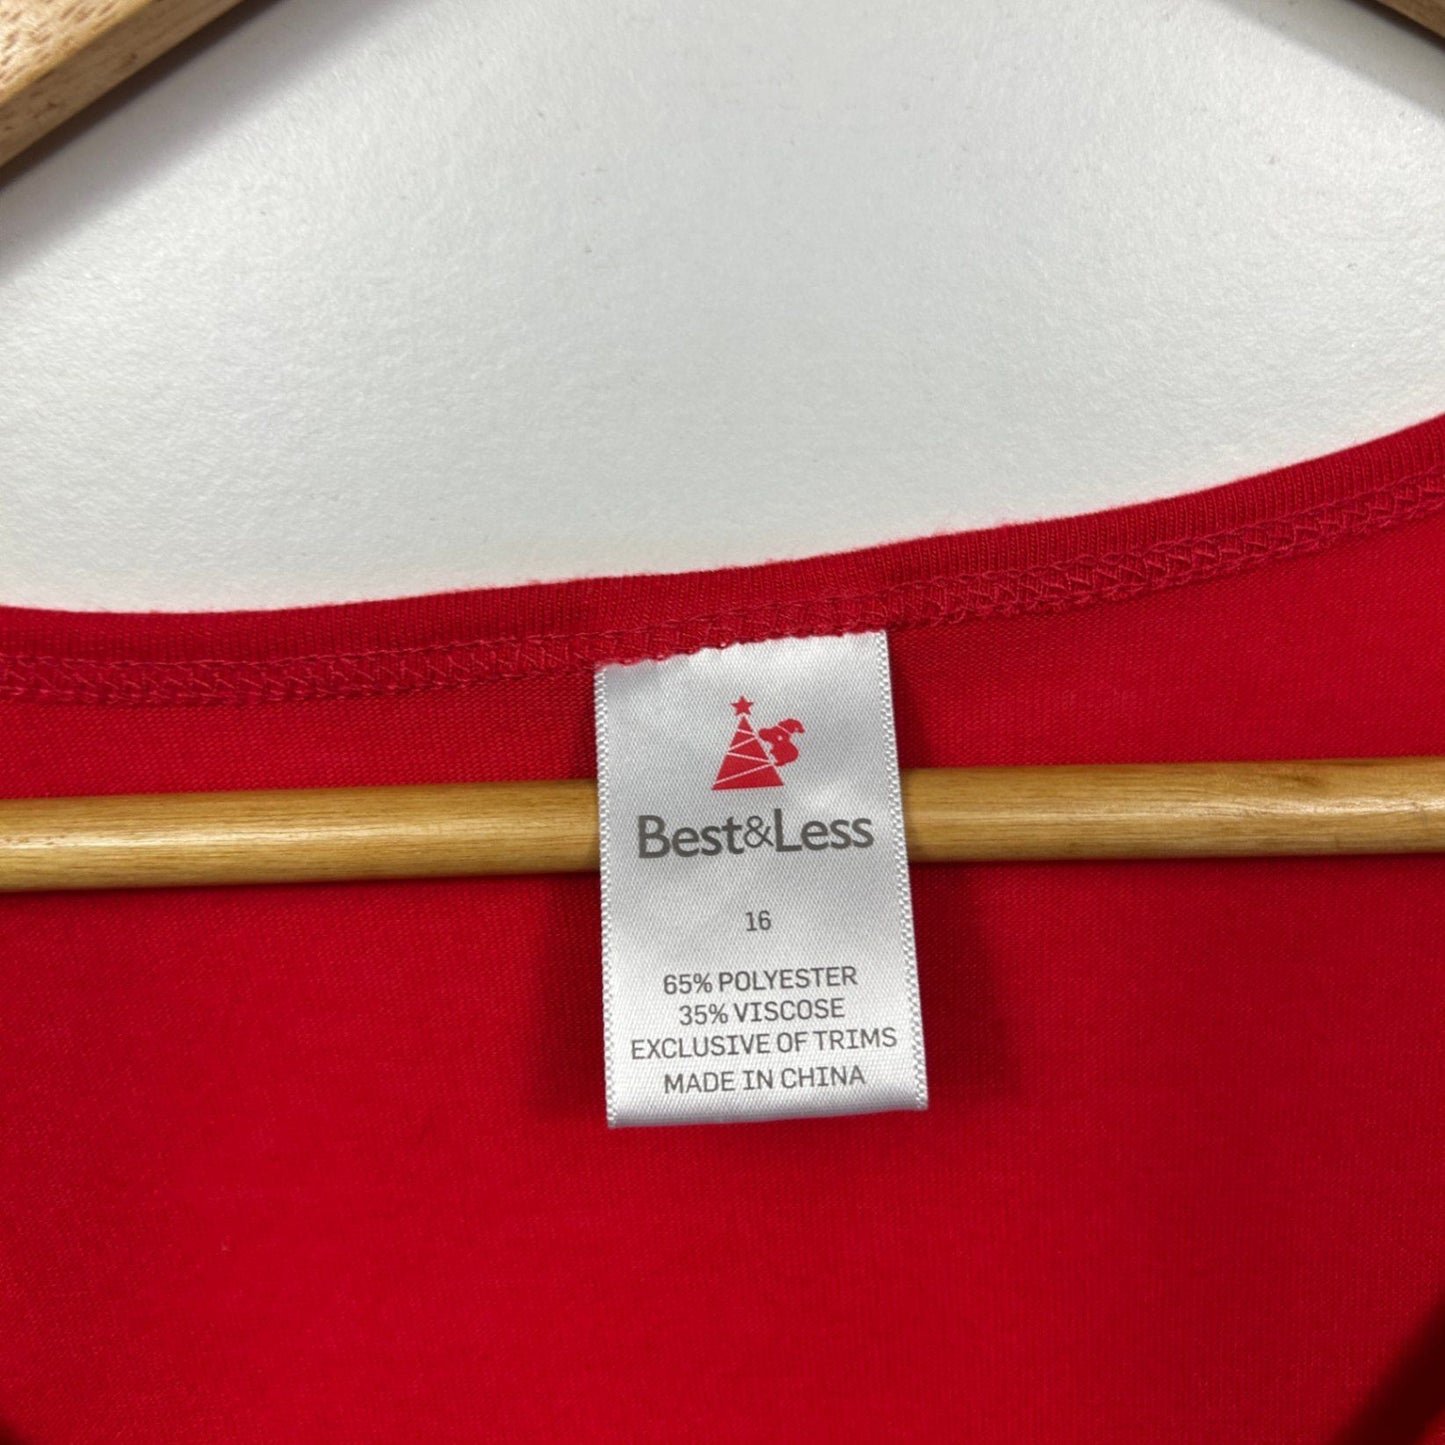 Best&Less
16
65% POLYESTER
35% VISCOSE
EXCLUSIVE OF TRIMS
MADE IN CHINA